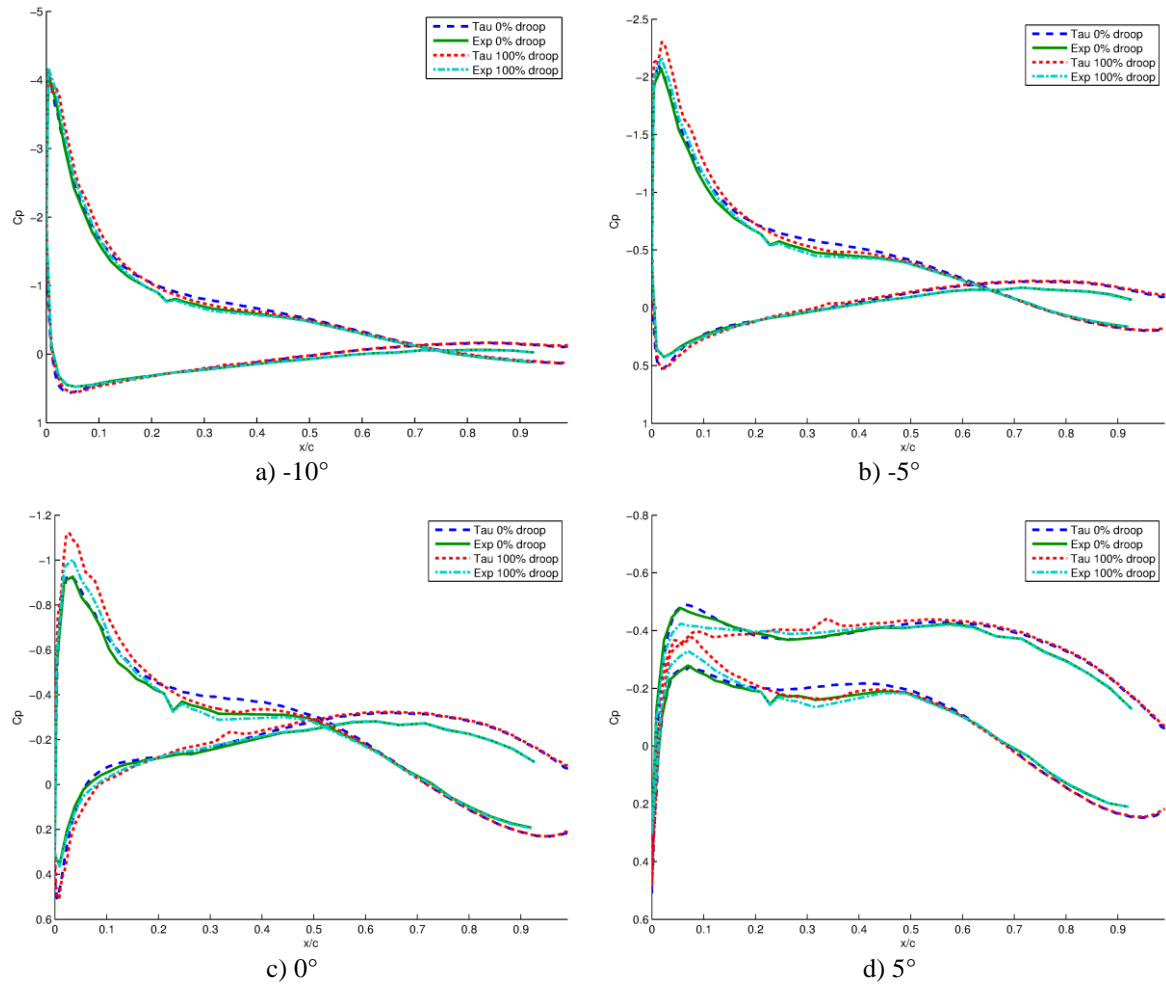 -5
-4
-3
-2
-1
0
1
Cp
0 0.1 0.2 0.3 0.4 0.5 0.6 0.7 0.8 0.9
x/c
Tau 0% droop
Exp 0% droop
Tau 100% droop
Exp 100% droop
a) -10°
-2.5
-2
-1.5
-1
-0.5
0
0.5
1
Cp
0 0.1 0.2 0.3 0.4 0.5 0.6 0.7 0.8 0.9
x/c
Tau 0% droop
Exp 0% droop
Tau 100% droop
Exp 100% droop
b) -5°
-1.2
-1
-0.8
-0.6
-0.4
-0.2
0
0.2
0.4
0.6
Cp
0 0.1 0.2 0.3 0.4 0.5 0.6 0.7 0.8 0.9
x/c
Tau 0% droop
Exp 0% droop
Tau 100% droop
Exp 100% droop
c) 0°
-0.8
-0.6
-0.4
-0.2
0
0.2
0.4
0.6
Cp
0 0.1 0.2 0.3 0.4 0.5 0.6 0.7 0.8 0.9
x/c
Tau 0% droop
Exp 0% droop
Tau 100% droop
Exp 100% droop
d) 5°